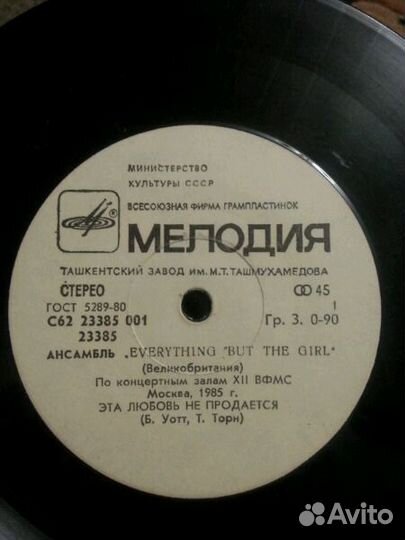 МИНИСТЕРСТВО
КУЛЬТУРЫ СССР
ВСЕСОЮЗНАЯ ФИРМА ГРАМПЛАСТИНОК
МЕЛОДИЯ
ТАШКЕНТСКИЙ ЗАВОД ИМ. М.Т. ТАШМУХАМЕДОВА
СТЕРЕО 45
ГОСТ 5289-80 1
С62 23385 001 Гр. 3. 0-90
23385
АНСАМБЛЬ „EVERYTHING "BUT THE GIRL"
(Великобритания)
По концертным залам XII ВФМС
Москва, 1985 г.
ЭТА ЛЮБОВЬ НЕ ПРОДАЕТСЯ
(Б. Уотт, Т. Торн)
Avito